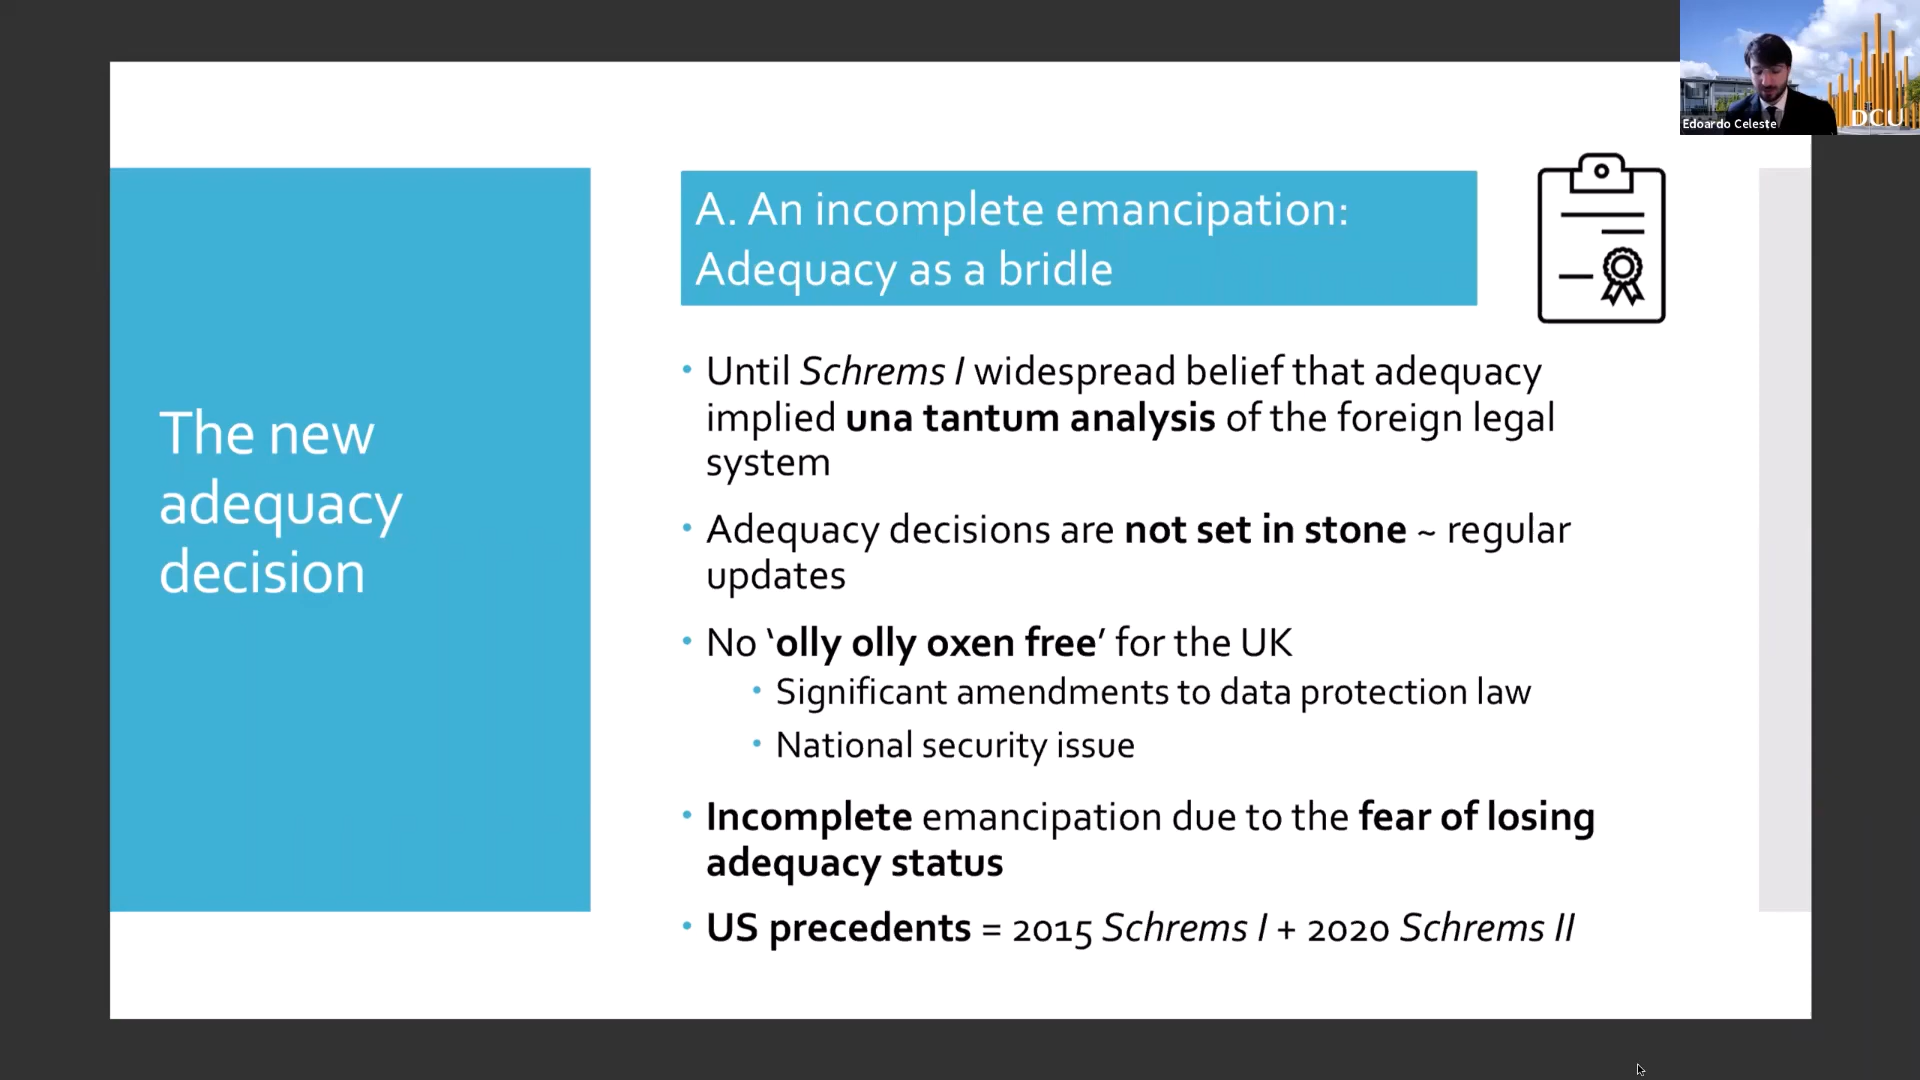 Edoardo Celeste
DCU
The new
adequacy
decision
A. An incomplete emancipation:
Adequacy as a bridle
• Until Schrems I widespread belief that adequacy
implied una tantum analysis of the foreign legal
system
• Adequacy decisions are not set in stone ~ regular
updates
• No ‘olly olly oxen free’ for the UK
• Significant amendments to data protection law
• National security issue
• Incomplete emancipation due to the fear of losing
adequacy status
• US precedents = 2015 Schrems I + 2020 Schrems II